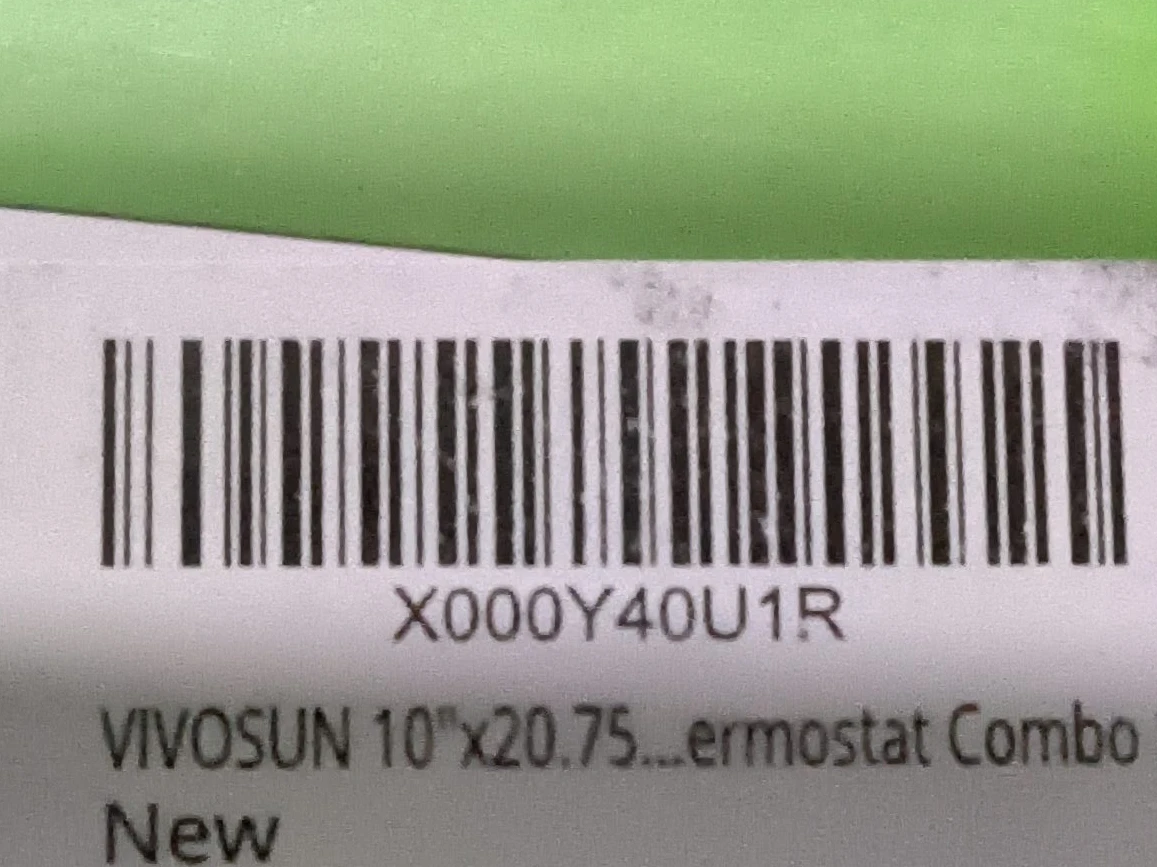 X000Y40U1R
VIVOSUN 10"x20.75...ermostat Combo
New